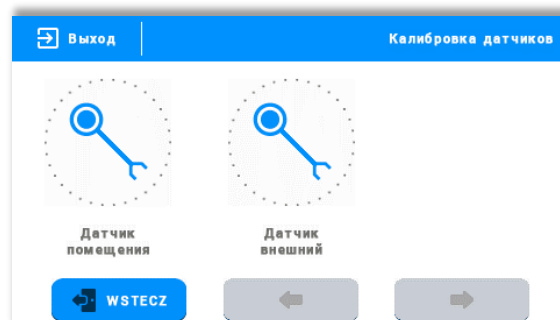 Выход
Калибровка датчиков
Датчик
помещения
Датчик
внешний
WSTECZ